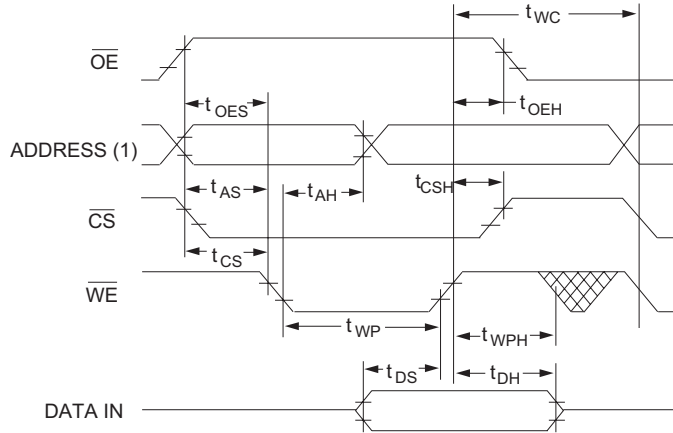 tWC
OE
tOES
tOEH
ADDRESS (1)
tAS
tAH
tCSH
CS
tCS
WE
tWP
tWPH
tDS
tDH
DATA IN